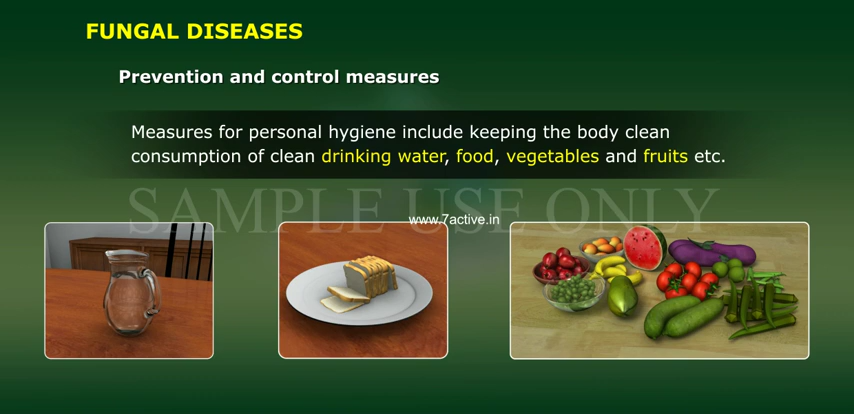 FUNGAL DISEASES
Prevention and control measures
Measures for personal hygiene include keeping the body clean
consumption of clean drinking water, food, vegetables and fruits etc.
SAMPLE USE ONLY
www.7active.in